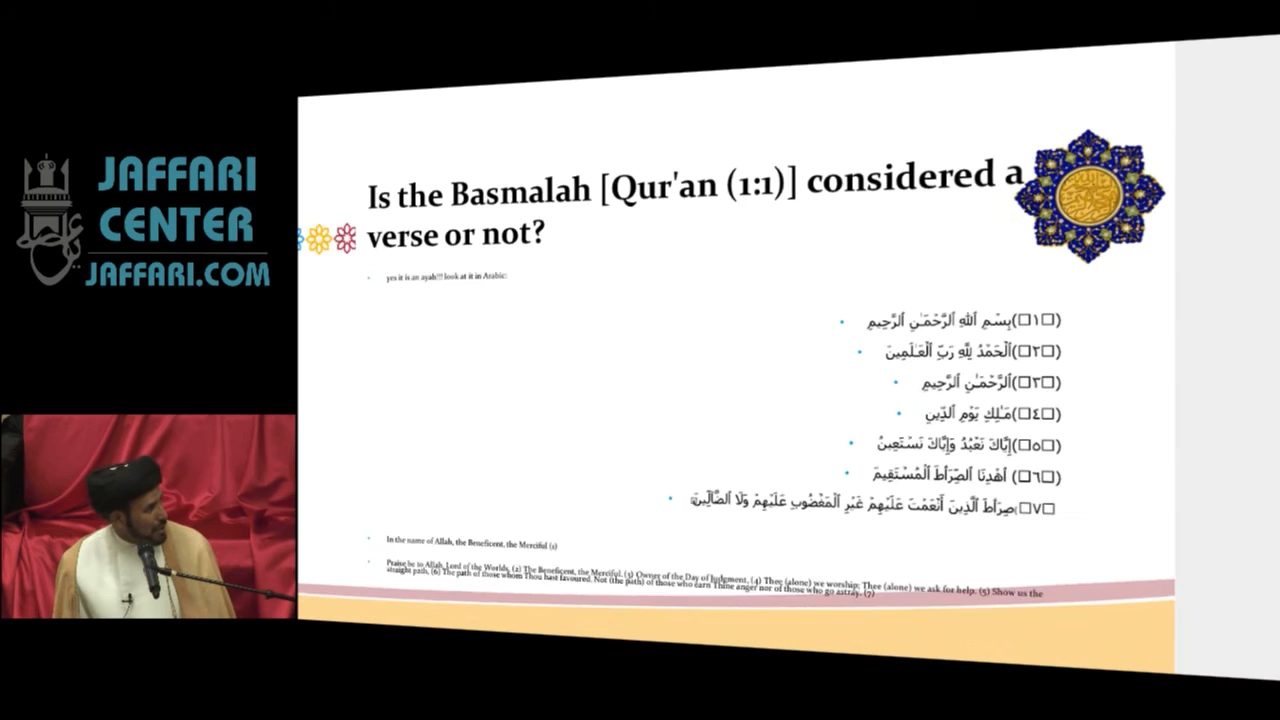 JAFFARI
CENTER
JAFFARI.COM
Is the Basmalah [Qur'an (1:1)] considered a
verse or not?
yes it is an ayah!!! look at it in Arabic:
(١)بِسْمِ ٱللَّهِ ٱلرَّحْمَـٰنِ ٱلرَّحِيمِ
(٢)ٱلْحَمْدُ لِلَّهِ رَبِّ ٱلْعَـٰلَمِينَ
(٣)ٱلرَّحْمَـٰنِ ٱلرَّحِيمِ
(٤)مَـٰلِكِ يَوْمِ ٱلدِّينِ
(٥)إِيَّاكَ نَعْبُدُ وَإِيَّاكَ نَسْتَعِينُ
(٦) ٱهْدِنَا ٱلصِّرَٰطَ ٱلْمُسْتَقِيمَ
(٧)صِرَٰطَ ٱلَّذِينَ أَنْعَمْتَ عَلَيْهِمْ غَيْرِ ٱلْمَغْضُوبِ عَلَيْهِمْ وَلَا ٱلضَّآلِّينَ
In the name of Allah, the Beneficent, the Merciful (1)
Praise be to Allah, Lord of the Worlds, (2) The Beneficent, the Merciful. (3) Owner of the Day of Judgment, (4) Thee (alone) we worship; Thee (alone) we ask for help. (5) Show us the
straight path, (6) The path of those whom Thou hast favoured. Not (the path) of those who earn Thine anger nor of those who go astray. (7)